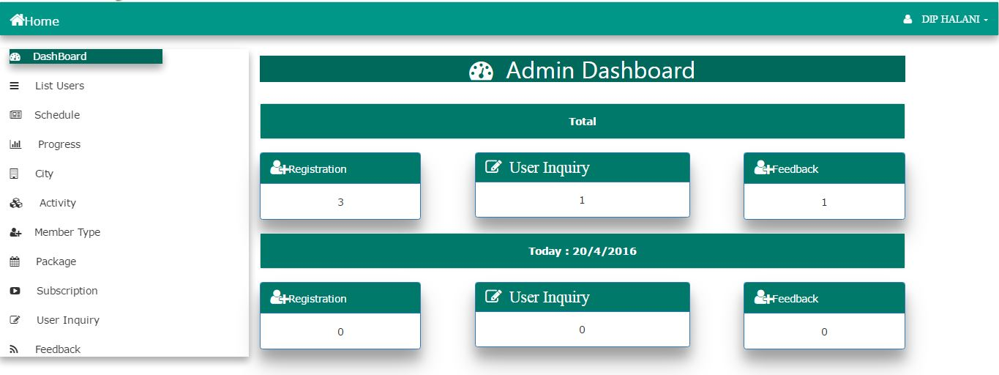 Home
DIP HALANI
DashBoard
List Users
Schedule
Progress
City
Activity
Member Type
Package
Subscription
User Inquiry
Feedback
Admin Dashboard
Total
Registration
3
User Inquiry
1
Feedback
1
Today : 20/4/2016
Registration
0
User Inquiry
0
Feedback
0